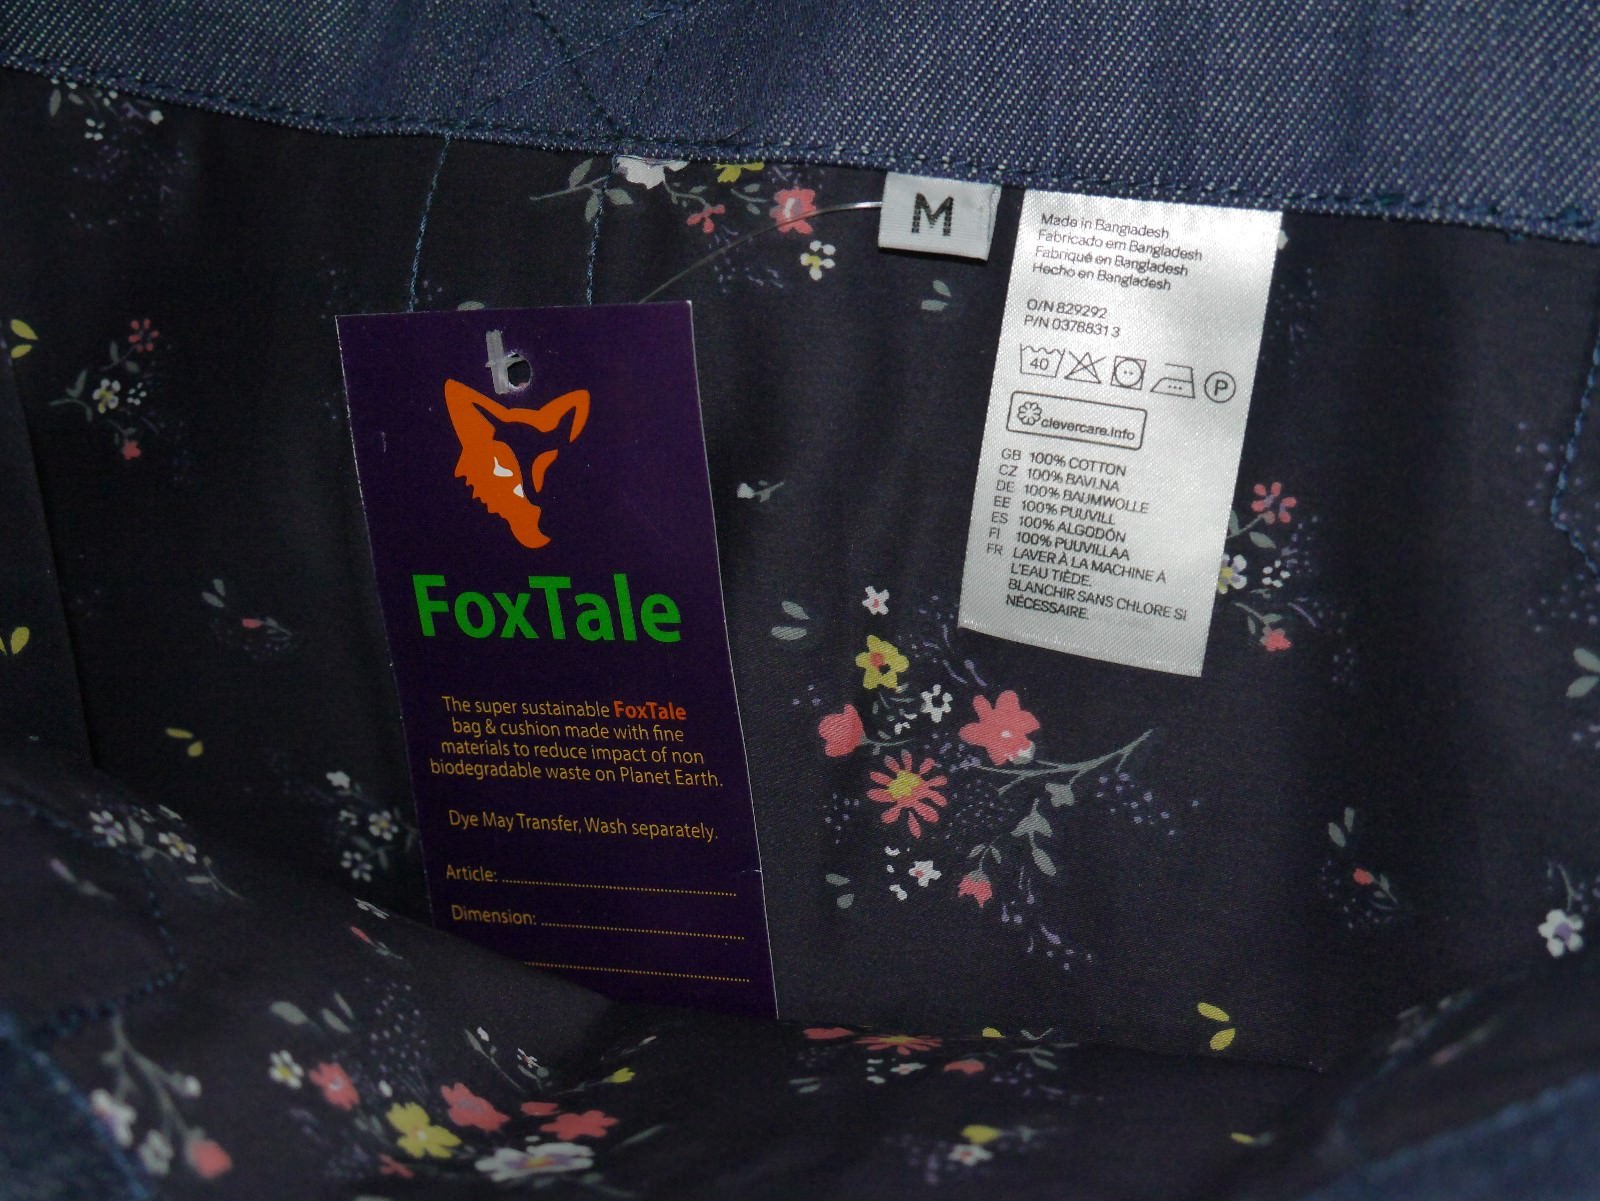 M
Made in Bangladesh
Fabricado em Bangladesh
Fabriqué en Bangladesh
Hecho en Bangladesh
O/N 829292
P/N 03788313
40
P
clevercare.info
GB 100% COTTON
CZ 100% BAVLNA
DE 100% BAUMWOLLE
EE 100% PUUVILL
ES 100% ALGODÓN
FI 100% PUUVILLAA
FR LAVER À LA MACHINE À
L'EAU TIÈDE.
BLANCHIR SANS CHLORE SI
NÉCESSAIRE.
FoxTale
The super sustainable FoxTale
bag & cushion made with fine
materials to reduce impact of non
biodegradable waste on Planet Earth.
Dye May Transfer, Wash separately.
Article: ........................................
Dimension: ........................................